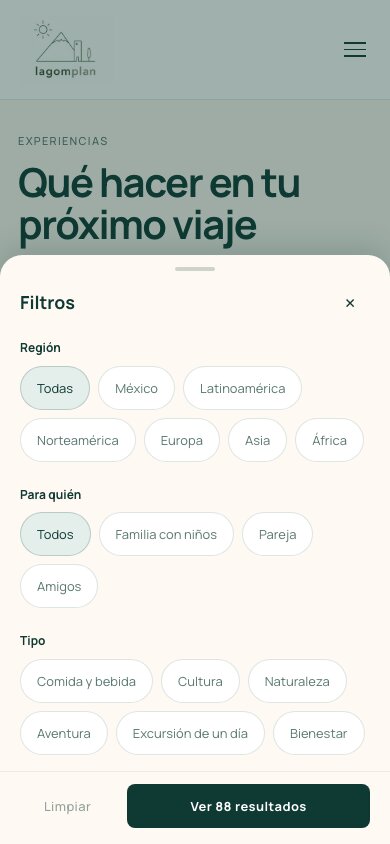 lagomplan
EXPERIENCIAS
Qué hacer en tu
próximo viaje
Filtros
×
Región
Todas México Latinoamérica
Norteamérica Europa Asia África
Para quién
Todos Familia con niños Pareja
Amigos
Tipo
Comida y bebida Cultura Naturaleza
Aventura Excursión de un día Bienestar
Limpiar Ver 88 resultados